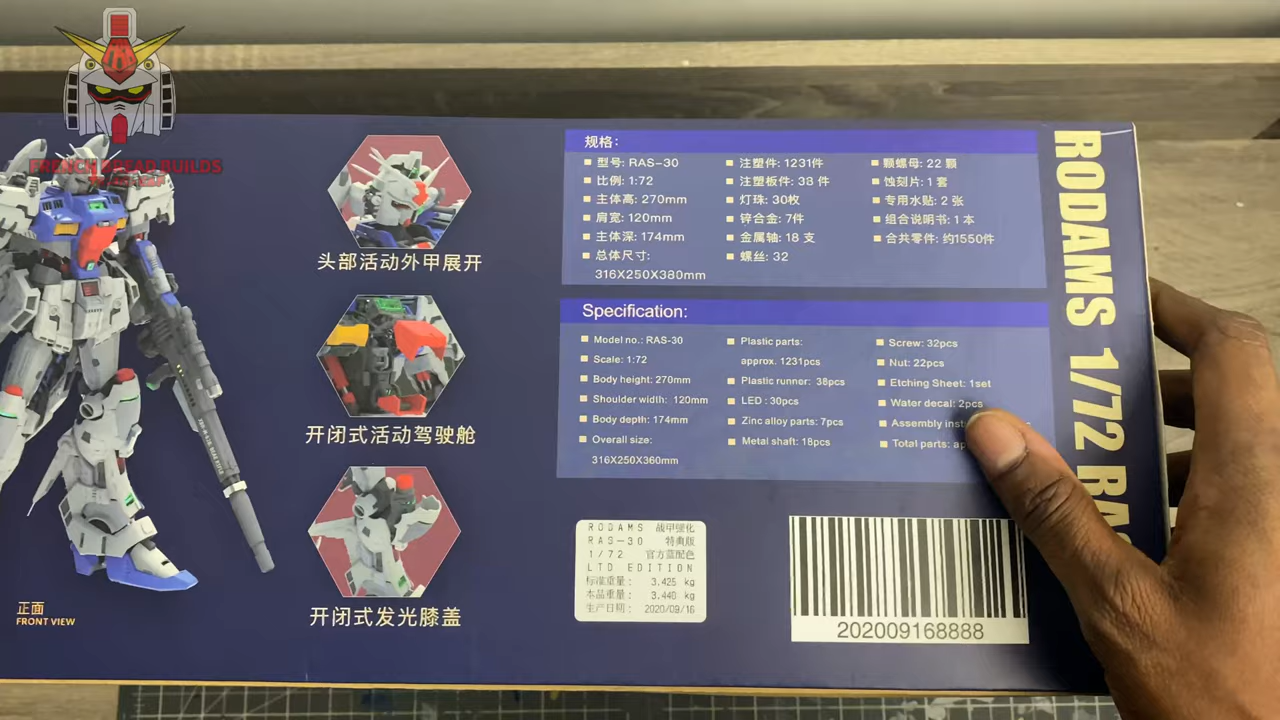 FRENCH BREAD BUILDS
正面
FRONT VIEW
头部活动外甲展开
开闭式活动驾驶舱
开闭式发光膝盖
规格:
型号: RAS-30
比例: 1:72
主体高: 270mm
肩宽: 120mm
主体深: 174mm
总体尺寸:
316X250X380mm
注塑件: 1231件
注塑板件: 38 件
灯珠: 30枚
锌合金: 7件
金属轴: 18 支
螺丝: 32
颗螺母: 22 颗
蚀刻片: 1 套
专用水贴: 2 张
组合说明书: 1 本
合共零件: 约1550件
Specification:
Model no.: RAS-30
Scale: 1:72
Body height: 270mm
Shoulder width: 120mm
Body depth: 174mm
Overall size:
316X250X360mm
Plastic parts:
approx. 1231pcs
Plastic runner: 38pcs
LED : 30pcs
Zinc alloy parts: 7pcs
Metal shaft: 18pcs
Screw: 32pcs
Nut: 22pcs
Etching Sheet: 1set
Water decal: 2pcs
Assembly inst
Total parts: ap
RODAMS 战甲强化
RAS-30 特典版
1/72 官方蓝配色
LTD EDITION
标准重量: 3.425 kg
本品重量: 3.440 kg
生产日期: 2020/09/16
202009168888
RODAMS 1/72 RAS